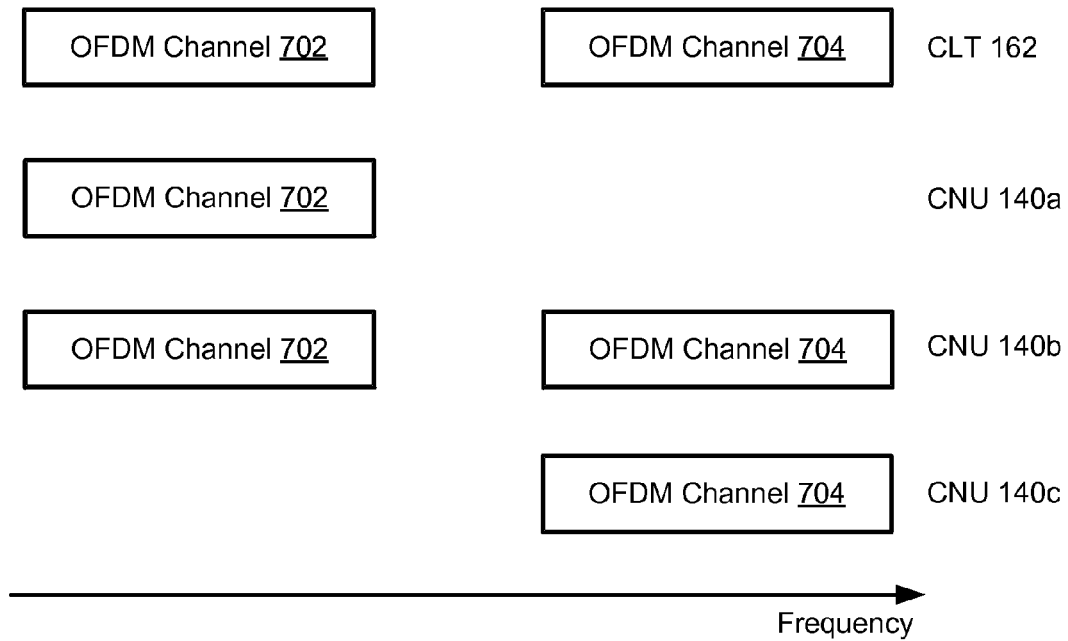 OFDM Channel 702 OFDM Channel 704 CLT 162
OFDM Channel 702 CNU 140a
OFDM Channel 702 OFDM Channel 704 CNU 140b
OFDM Channel 704 CNU 140c
Frequency